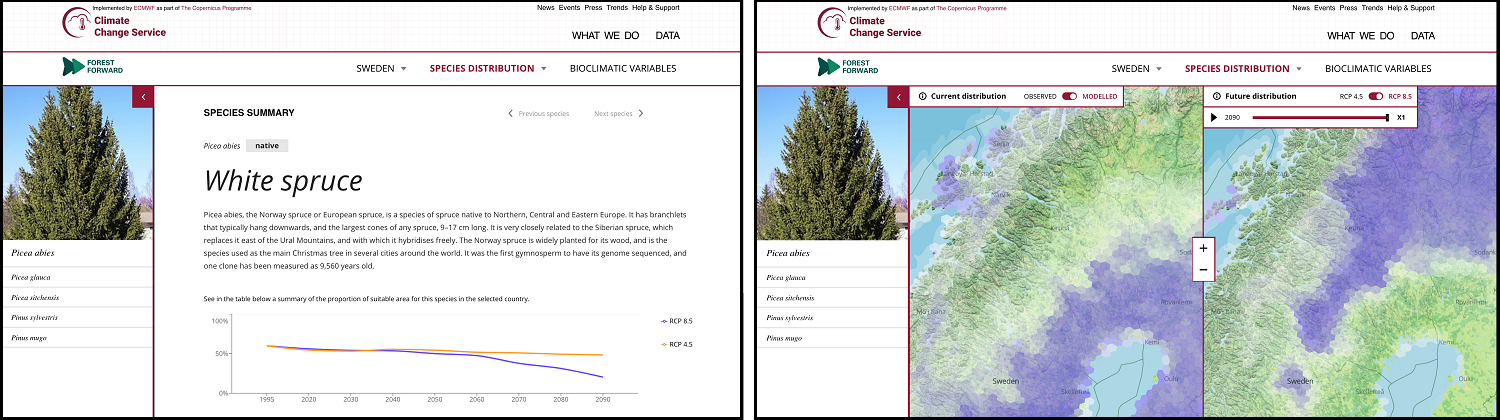 Implemented by ECMWF as part of The Copernicus Programme
News Events Press Trends Help & Support
Climate
Change Service
WHAT WE DO DATA
FOREST
FORWARD
SWEDEN SPECIES DISTRIBUTION BIOCLIMATIC VARIABLES
SPECIES SUMMARY
Previous species Next species
Picea abies native
White spruce
Picea abies, the Norway spruce or European spruce, is a species of spruce native to Northern, Central and Eastern Europe. It has branchlets
that typically hang downwards, and the largest cones of any spruce, 9–17 cm long. It is very closely related to the Siberian spruce, which
replaces it east of the Ural Mountains, and with which it hybridises freely. The Norway spruce is widely planted for its wood, and is the
species used as the main Christmas tree in several cities around the world. It was the first gymnosperm to have its genome sequenced, and
one clone has been measured as 9,560 years old.
See in the table below a summary of the proportion of suitable area for this species in the selected country.
100%
50%
0%
1995 2020 2030 2040 2050 2060 2070 2080 2090
RCP 8.5
RCP 4.5
Picea abies
Picea glauca
Picea sitchensis
Pinus sylvestris
Pinus mugo
Implemented by ECMWF as part of The Copernicus Programme
News Events Press Trends Help & Support
Climate
Change Service
WHAT WE DO DATA
FOREST
FORWARD
SWEDEN SPECIES DISTRIBUTION BIOCLIMATIC VARIABLES
Picea abies
Picea glauca
Picea sitchensis
Pinus sylvestris
Pinus mugo
Current distribution OBSERVED MODELLED
Senja
Harstad
Narvik
Kiruna
Rovaniemi
Mo i Rana
Kemi
Sweden
Skellefteå
Oulu
Future distribution RCP 4.5 RCP 8.5
2090 X1
Harstad
Kiruna
Rovaniemi
Mo i Rana
Kemi
Sweden
Skellefteå
Oulu